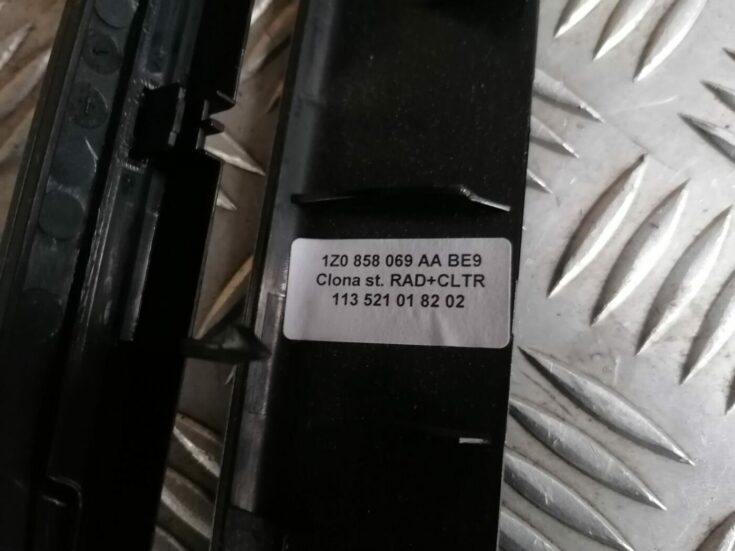 1Z0 858 069 AA BE9
Clona st. RAD+CLTR
113 521 01 82 02